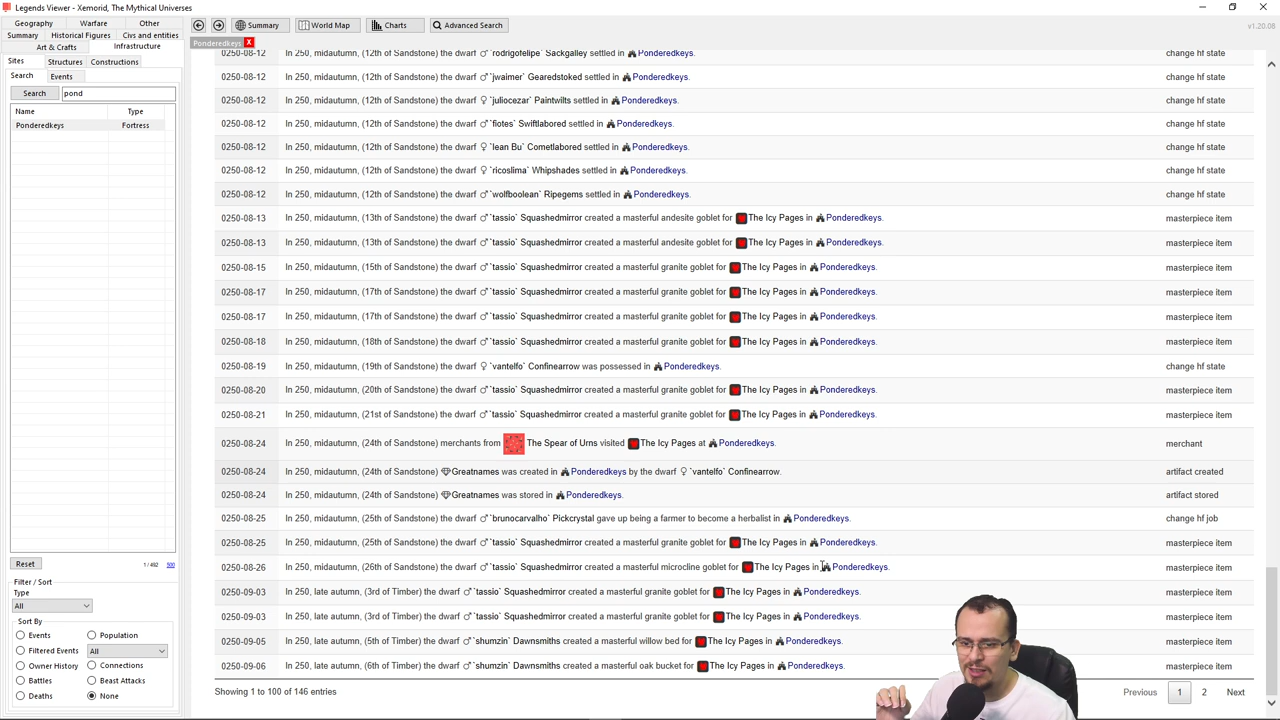 Legends Viewer - Xemorid, The Mythical Universes
Geography Warfare Other
Summary Historical Figures Civs and entities
Art & Crafts Infrastructure
Sites Structures Constructions
Search Events
Search pond
Name Type
Ponderedkeys Fortress
Reset 1 / 482 500
Filter / Sort
Type
All
Sort By
Events Population
Filtered Events All
Owner History Connections
Battles Beast Attacks
Deaths None
Summary World Map Charts Advanced Search
v1.20.08
Ponderedkeys X
0250-08-12 In 250, midautumn, (12th of Sandstone) the dwarf ♂ `rodrigofelipe` Sackgalley settled in Ponderedkeys. change hf state
0250-08-12 In 250, midautumn, (12th of Sandstone) the dwarf ♂ `jwaimer` Gearedstoked settled in Ponderedkeys. change hf state
0250-08-12 In 250, midautumn, (12th of Sandstone) the dwarf ♀ `juliocezar` Paintwilts settled in Ponderedkeys. change hf state
0250-08-12 In 250, midautumn, (12th of Sandstone) the dwarf ♂ `fiotes` Swiftlabored settled in Ponderedkeys. change hf state
0250-08-12 In 250, midautumn, (12th of Sandstone) the dwarf ♀ `lean Bu` Cometlabored settled in Ponderedkeys. change hf state
0250-08-12 In 250, midautumn, (12th of Sandstone) the dwarf ♀ `ricoslima` Whipshades settled in Ponderedkeys. change hf state
0250-08-12 In 250, midautumn, (12th of Sandstone) the dwarf ♂ `wolfboolean` Ripegems settled in Ponderedkeys. change hf state
0250-08-13 In 250, midautumn, (13th of Sandstone) the dwarf ♂ `tassio` Squashedmirror created a masterful andesite goblet for The Icy Pages in Ponderedkeys. masterpiece item
0250-08-13 In 250, midautumn, (13th of Sandstone) the dwarf ♂ `tassio` Squashedmirror created a masterful andesite goblet for The Icy Pages in Ponderedkeys. masterpiece item
0250-08-15 In 250, midautumn, (15th of Sandstone) the dwarf ♂ `tassio` Squashedmirror created a masterful granite goblet for The Icy Pages in Ponderedkeys. masterpiece item
0250-08-17 In 250, midautumn, (17th of Sandstone) the dwarf ♂ `tassio` Squashedmirror created a masterful granite goblet for The Icy Pages in Ponderedkeys. masterpiece item
0250-08-17 In 250, midautumn, (17th of Sandstone) the dwarf ♂ `tassio` Squashedmirror created a masterful granite goblet for The Icy Pages in Ponderedkeys. masterpiece item
0250-08-18 In 250, midautumn, (18th of Sandstone) the dwarf ♂ `tassio` Squashedmirror created a masterful granite goblet for The Icy Pages in Ponderedkeys. masterpiece item
0250-08-19 In 250, midautumn, (19th of Sandstone) the dwarf ♀ `vantelfo` Confinearrow was possessed in Ponderedkeys.
0250-08-20 In 250, midautumn, (20th of Sandstone) the dwarf ♂ `tassio` Squashedmirror created a masterful granite goblet for The Icy Pages in Ponderedkeys. masterpiece item
0250-08-21 In 250, midautumn, (21st of Sandstone) the dwarf ♂ `tassio` Squashedmirror created a masterful granite goblet for The Icy Pages in Ponderedkeys. masterpiece item
0250-08-24 In 250, midautumn, (24th of Sandstone) merchants from The Spear of Urns visited The Icy Pages at Ponderedkeys. merchant
0250-08-24 In 250, midautumn, (24th of Sandstone) Greatnames was created in Ponderedkeys by the dwarf ♀ `vantelfo` Confinearrow. artifact created
0250-08-24 In 250, midautumn, (24th of Sandstone) Greatnames was stored in Ponderedkeys. artifact stored
0250-08-25 In 250, midautumn, (25th of Sandstone) the dwarf ♂ `brunocarvalho` Pickcrystal gave up being a farmer to become a herbalist in Ponderedkeys. change hf job
0250-08-25 In 250, midautumn, (25th of Sandstone) the dwarf ♂ `tassio` Squashedmirror created a masterful granite goblet for The Icy Pages in Ponderedkeys. masterpiece item
0250-08-26 In 250, midautumn, (26th of Sandstone) the dwarf ♂ `tassio` Squashedmirror created a masterful microcline goblet for The Icy Pages in Ponderedkeys. masterpiece item
0250-09-03 In 250, late autumn, (3rd of Timber) the dwarf ♂ `tassio` Squashedmirror created a masterful granite goblet for The Icy Pages in Ponderedkeys. masterpiece item
0250-09-03 In 250, late autumn, (3rd of Timber) the dwarf ♂ `tassio` Squashedmirror created a masterful granite goblet for The Icy Pages in Ponderedkeys. masterpiece item
0250-09-05 In 250, late autumn, (5th of Timber) the dwarf ♂ `shumzin` Dawnsmiths created a masterful willow bed for The Icy Pages in Ponderedkeys. masterpiece item
0250-09-06 In 250, late autumn, (6th of Timber) the dwarf ♂ `shumzin` Dawnsmiths created a masterful oak bucket for The Icy Pages in Ponderedkeys. masterpiece item
Showing 1 to 100 of 146 entries Previous 1 2 Next